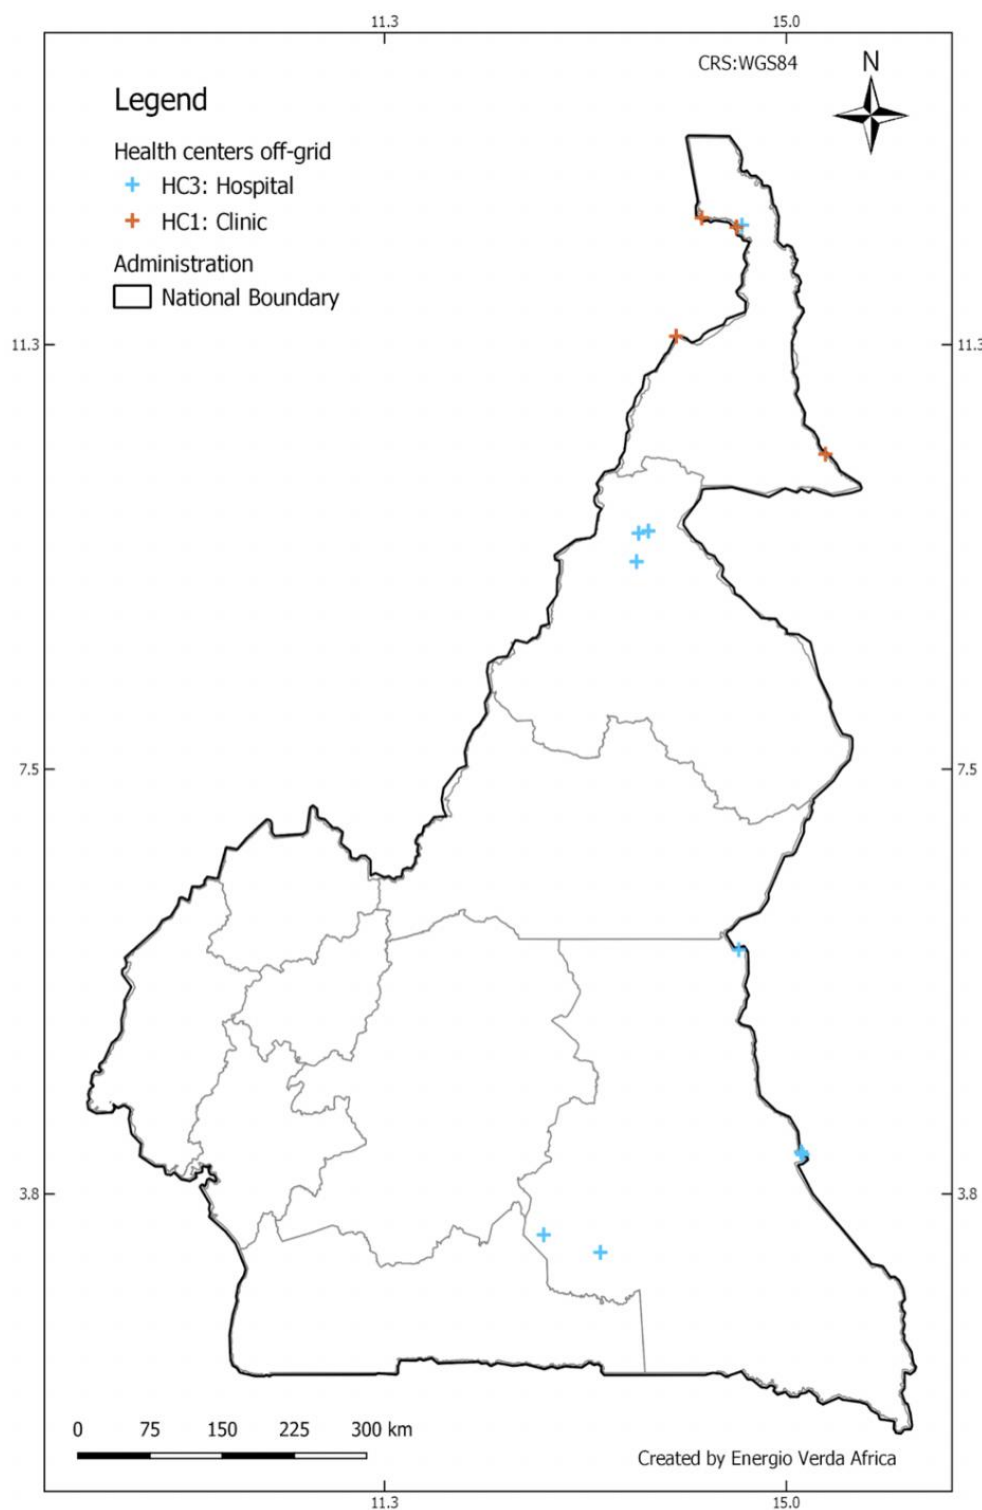 11.3 15.0
CRS:WGS84
N
Legend
Health centers off-grid
HC3: Hospital
HC1: Clinic
Administration
National Boundary
11.3 11.3
7.5 7.5
3.8 3.8
0 75 150 225 300 km
Created by Energio Verda Africa
11.3 15.0